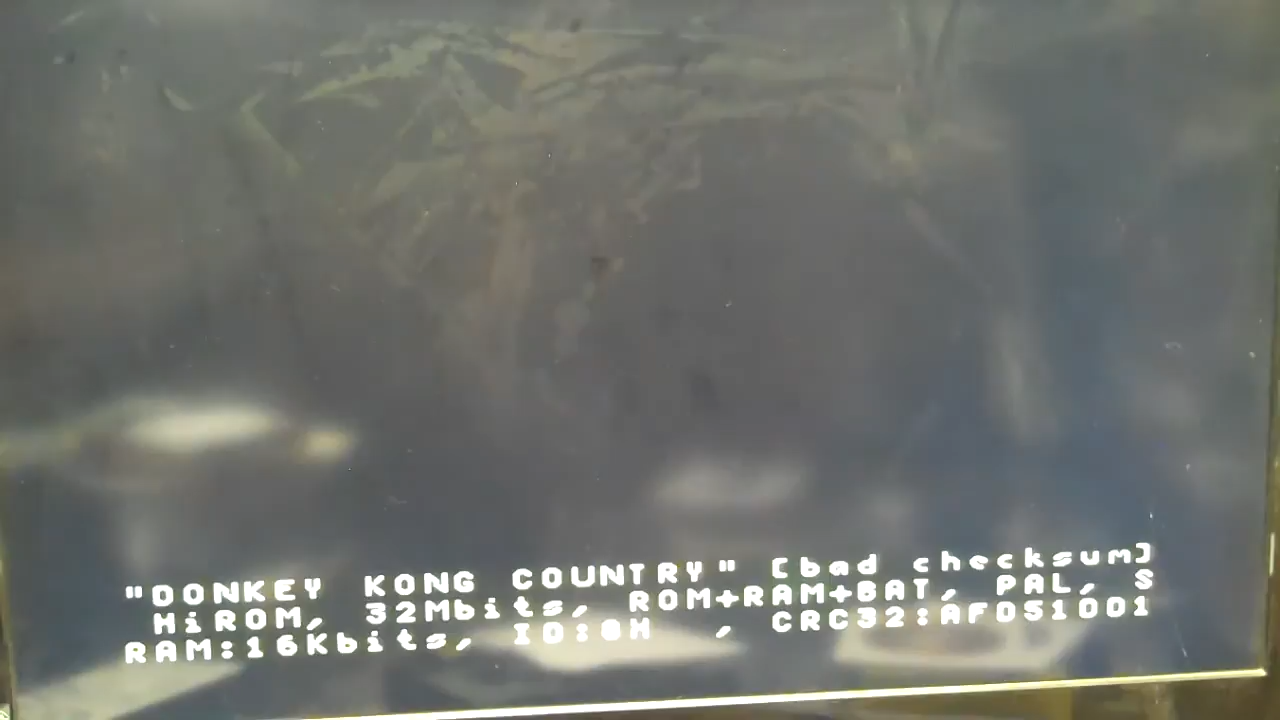 "DONKEY KONG COUNTRY" [bad checksum]
HiROM, 32Mbits, ROM+RAM+BAT, PAL, S
RAM:16Kbits, , CRC32:AF051001